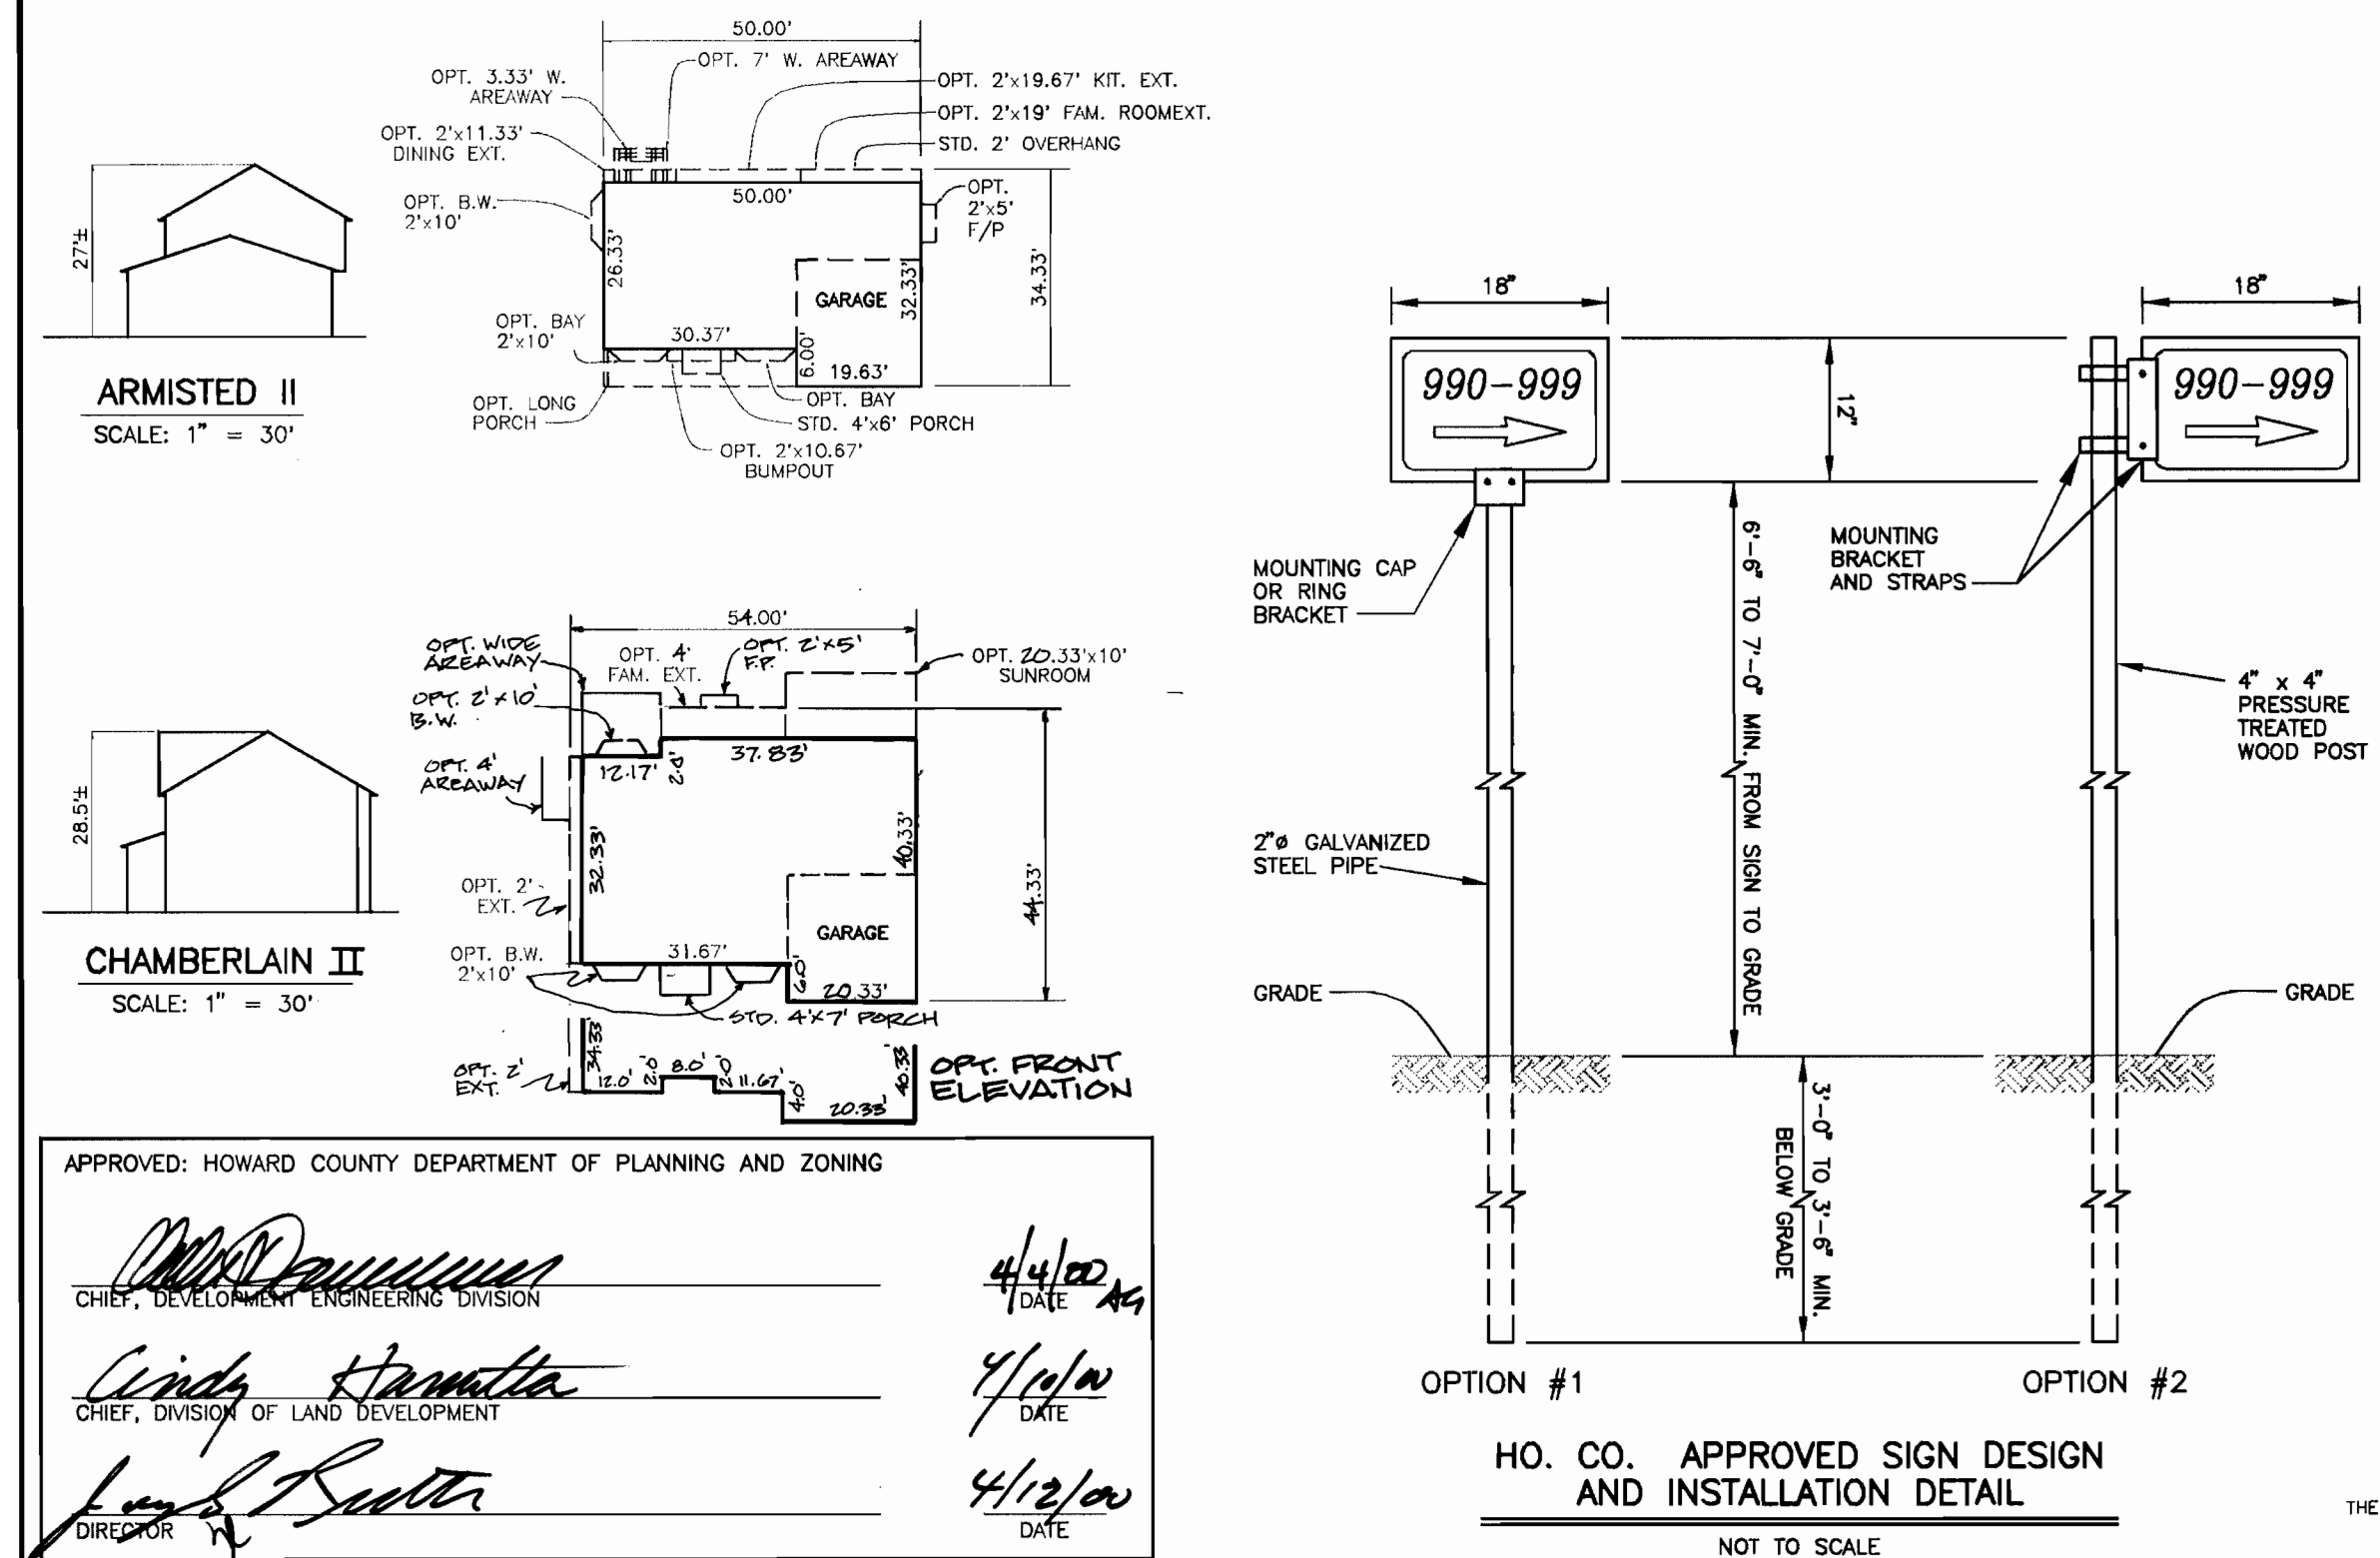 50.00'
OPT. 7' W. AREAWAY
OPT. 3.33' W.
AREAWAY
OPT. 2'x19.67' KIT. EXT.
OPT. 2'x19' FAM. ROOMEXT.
OPT. 2'x11.33'
DINING EXT.
STD. 2' OVERHANG
50.00'
OPT.
2'x5'
F/P
OPT. B.W.
2'x10'
27'±
26.33'
GARAGE
32.33'
34.33'
OPT. BAY
2'x10'
30.37'
6.00'
19.63'
ARMISTED II
SCALE: 1" = 30'
OPT. LONG
PORCH
OPT. BAY
STD. 4'x6' PORCH
OPT. 2'x10.67'
BUMPOUT
54.00'
OPT. WIDE
AREAWAY
OPT. 4'
FAM. EXT.
OPT. 2'X5'
F.P.
OPT. 20.33'x10'
SUNROOM
OPT. 2'X10'
B.W.
37.83'
12.17'
2.0'
OPT. 4'
AREAWAY
28.5'±
32.33'
40.33'
44.33'
OPT. 2'
EXT.
GARAGE
OPT. B.W.
2'x10'
31.67'
6.0'
20.33'
CHAMBERLAIN II
SCALE: 1" = 30'
STD. 4'X7' PORCH
34.33'
OPT. 2'
EXT.
12.0'
2.0
8.0'
2.0
11.67'
4.0'
20.33'
40.33
OPT. FRONT
ELEVATION
APPROVED: HOWARD COUNTY DEPARTMENT OF PLANNING AND ZONING
4/4/00
CHIEF, DEVELOPMENT ENGINEERING DIVISION
DATE
AG
Cindy Hamilton
4/10/00
CHIEF, DIVISION OF LAND DEVELOPMENT
DATE
4/12/00
DIRECTOR
DATE
18"
18"
990-999
990-999
12"
MOUNTING CAP
OR RING
BRACKET
MOUNTING
BRACKET
AND STRAPS
6'-6" TO 7'-0" MIN. FROM SIGN TO GRADE
4" x 4"
PRESSURE
TREATED
WOOD POST
2"ø GALVANIZED
STEEL PIPE
GRADE
GRADE
3'-0" TO 3'-6" MIN.
BELOW GRADE
OPTION #1
OPTION #2
HO. CO. APPROVED SIGN DESIGN
AND INSTALLATION DETAIL
NOT TO SCALE
THE